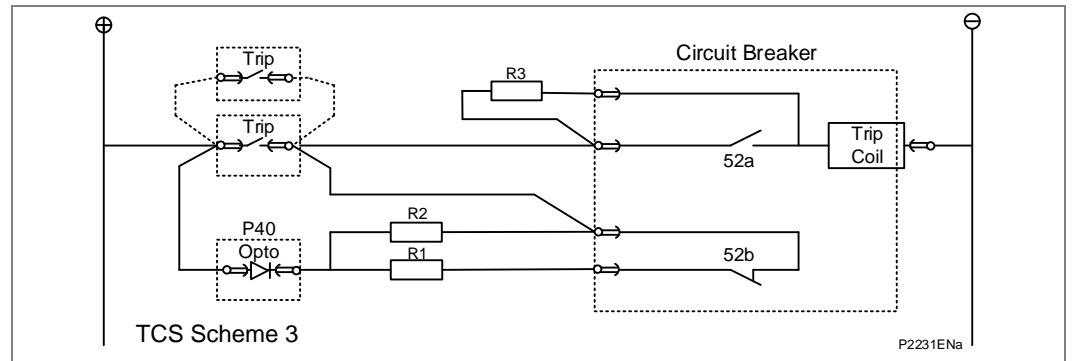 Trip
Circuit Breaker
R3
Trip
Trip
Coil
52a
R2
P40
Opto
R1
52b
TCS Scheme 3
P2231ENa